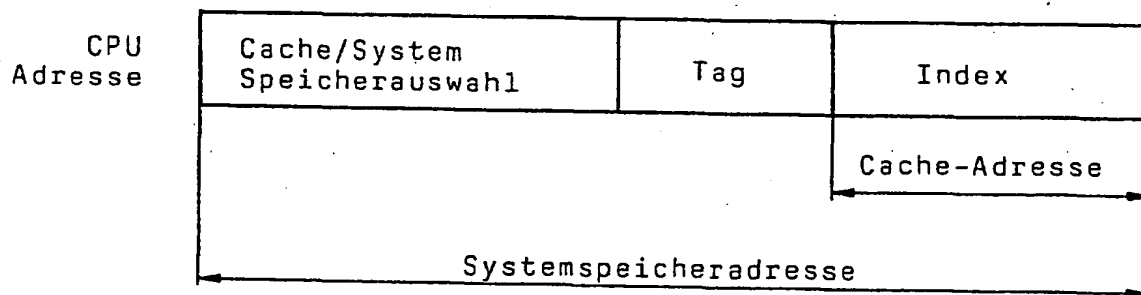 CPU
Adresse
Cache/System
Speicherauswahl
Tag
Index
Cache-Adresse
Systemspeicheradresse